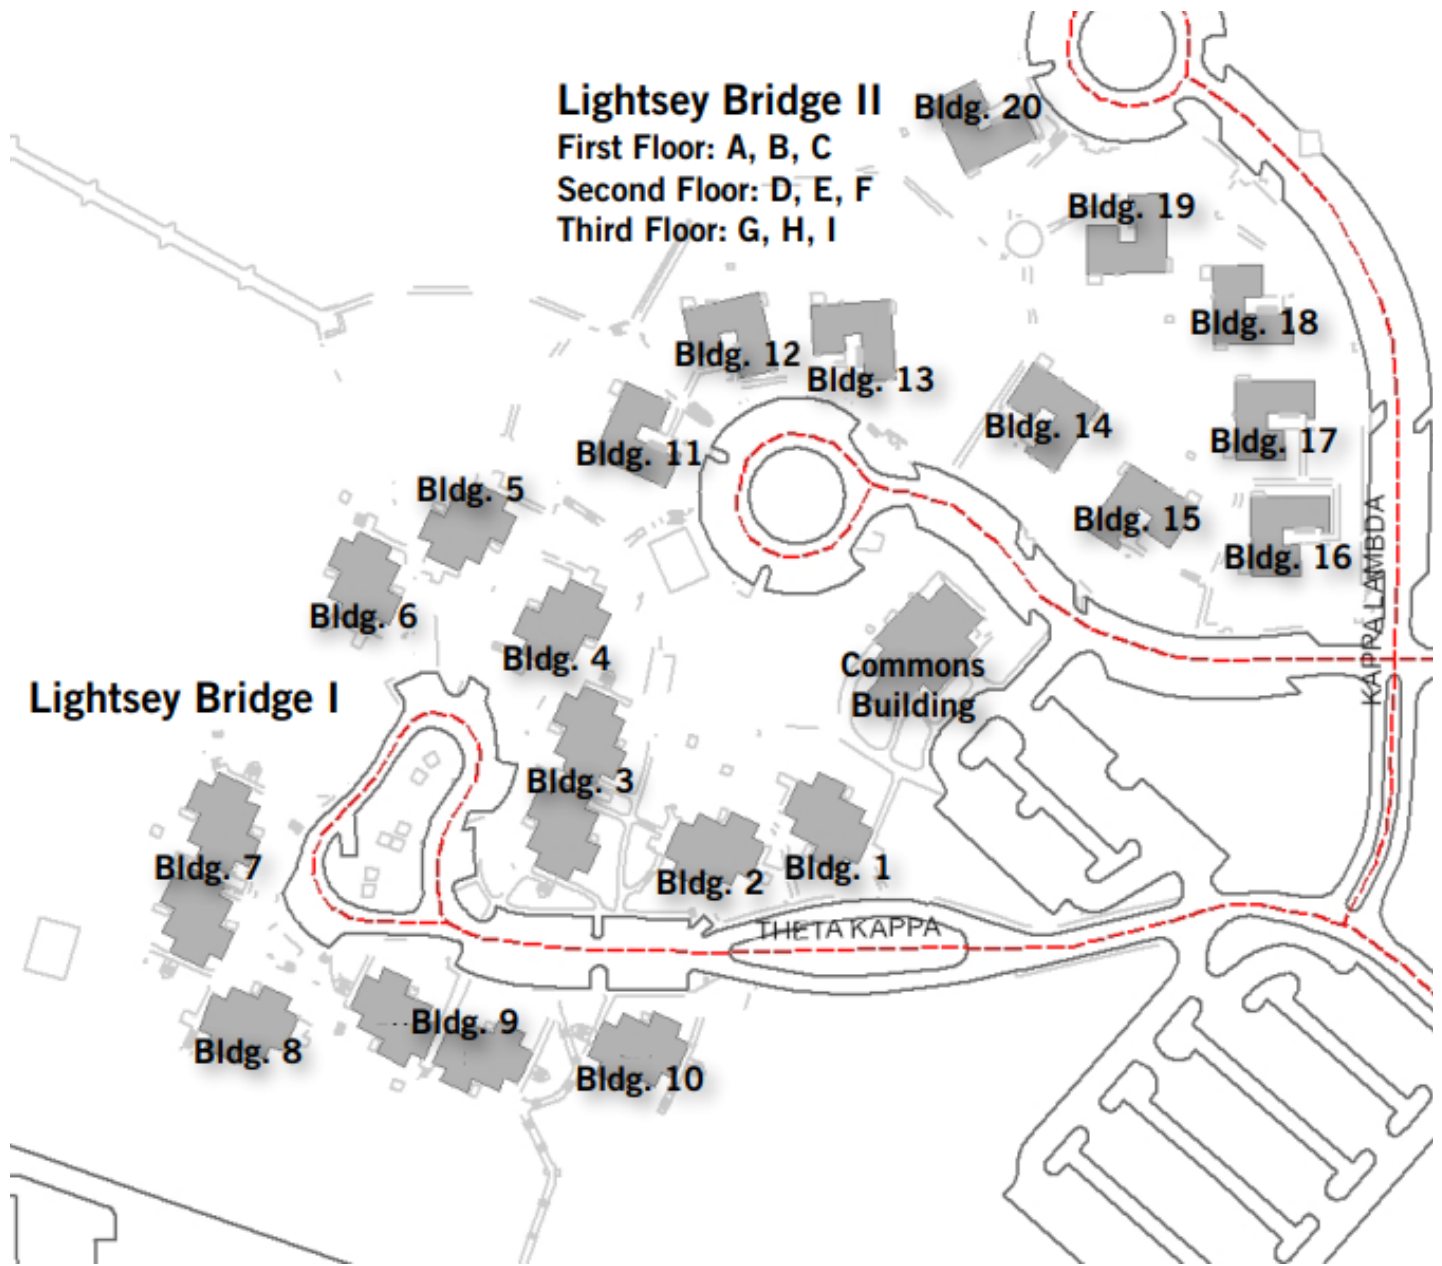 Lightsey Bridge II
First Floor: A, B, C
Second Floor: D, E, F
Third Floor: G, H, I
Bldg. 20
Bldg. 19
Bldg. 18
Bldg. 12
Bldg. 13
Bldg. 14
Bldg. 17
Bldg. 11
Bldg. 5
Bldg. 15
Bldg. 16
KAPPA LAMBDA
Bldg. 6
Bldg. 4
Commons
Building
Lightsey Bridge I
Bldg. 3
Bldg. 7
Bldg. 2
Bldg. 1
THETA KAPPA
Bldg. 9
Bldg. 8
Bldg. 10